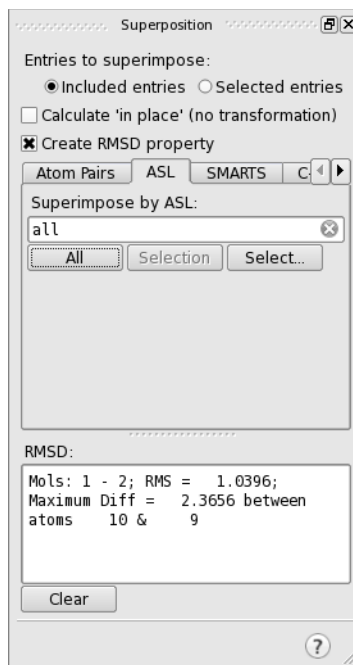 Superposition
Entries to superimpose:
Included entries Selected entries
Calculate 'in place' (no transformation)
Create RMSD property
Atom Pairs ASL SMARTS C-
Superimpose by ASL:
all
All Selection Select...
RMSD:
Mols: 1 - 2; RMS = 1.0396;
Maximum Diff = 2.3656 between
atoms 10 & 9
Clear
?